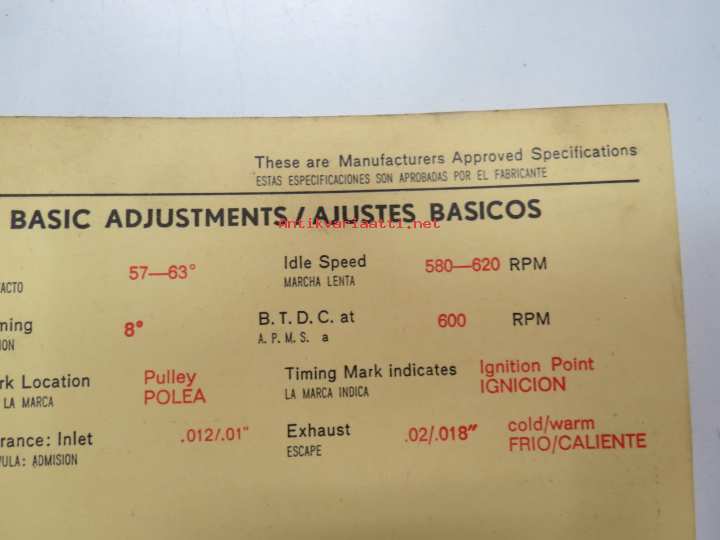 These are Manufacturers Approved Specifications
ESTAS ESPECIFICACIONES SON APROBADAS POR EL FABRICANTE
BASIC ADJUSTMENTS/AJUSTES BASICOS
Antikvariaatti.net
57—63° Idle Speed 580—620 RPM
ACTO MARCHA LENTA
ming 8° B.T.D.C. at 600 RPM
ION A.P.M.S. a
rk Location Pulley Timing Mark indicates Ignition Point
LA MARCA POLEA LA MARCA INDICA IGNICION
rance: Inlet .012/.01" Exhaust .02/.018" cold/warm
VULA: ADMISION ESCAPE FRIO/CALIENTE